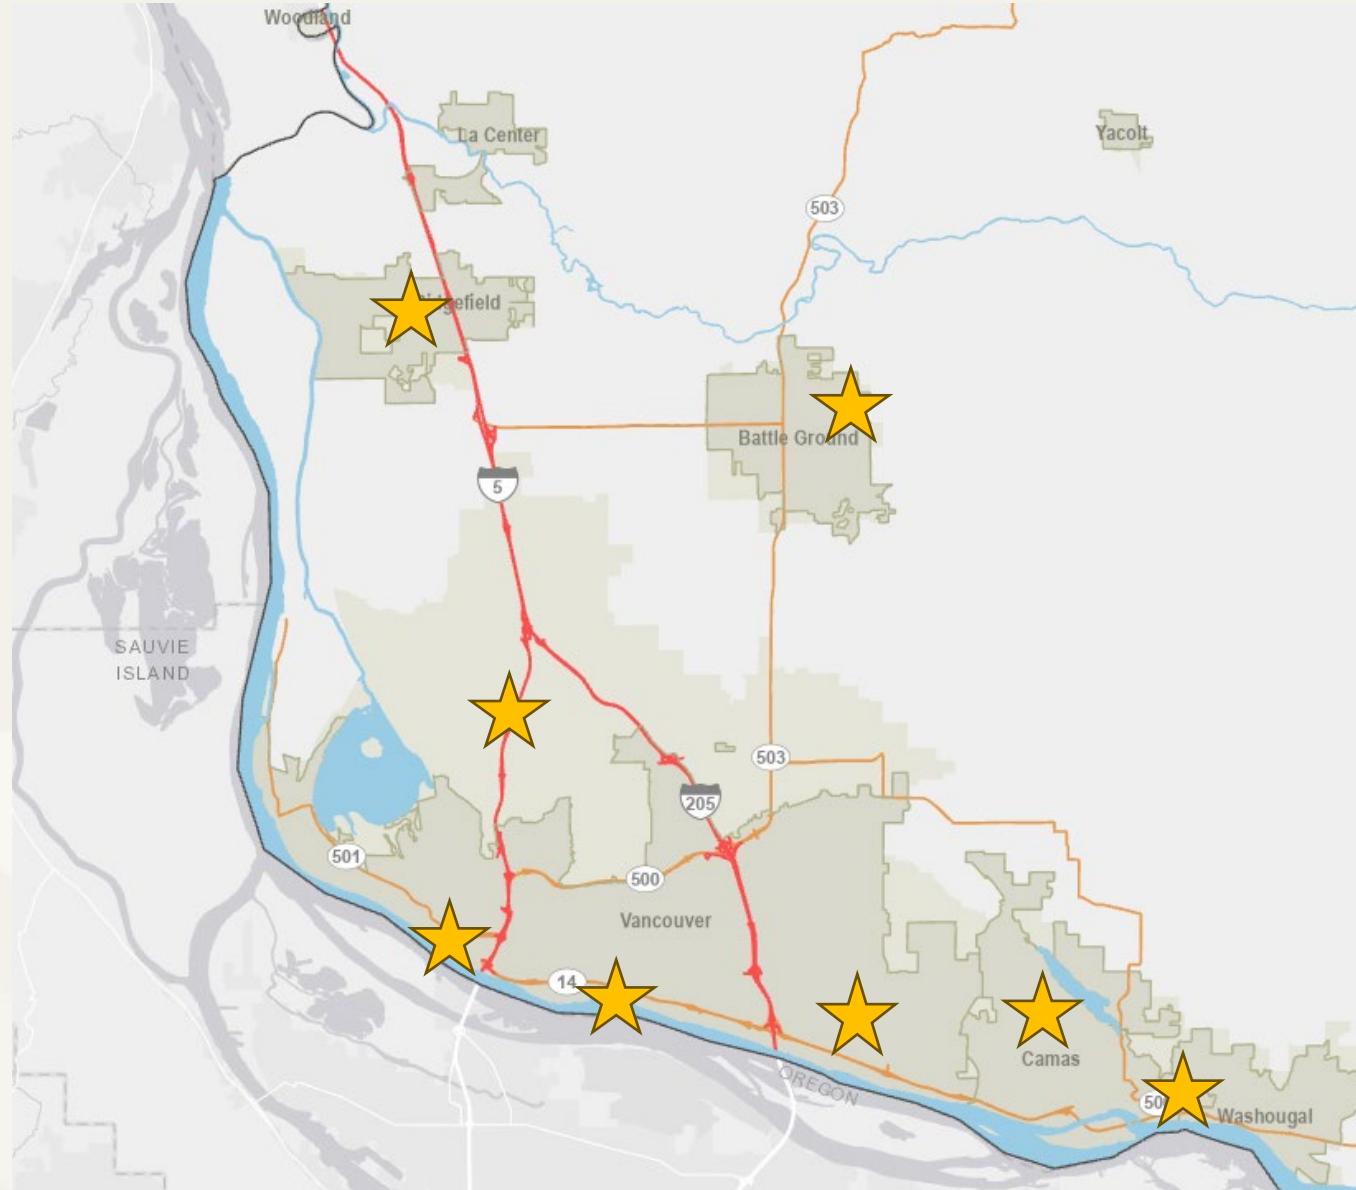 Woodland
La Center
Yacolt
503
Battle Ground
5
SAUVIE
ISLAND
503
205
501
500
Vancouver
14
Camas
OREGON
Washougal